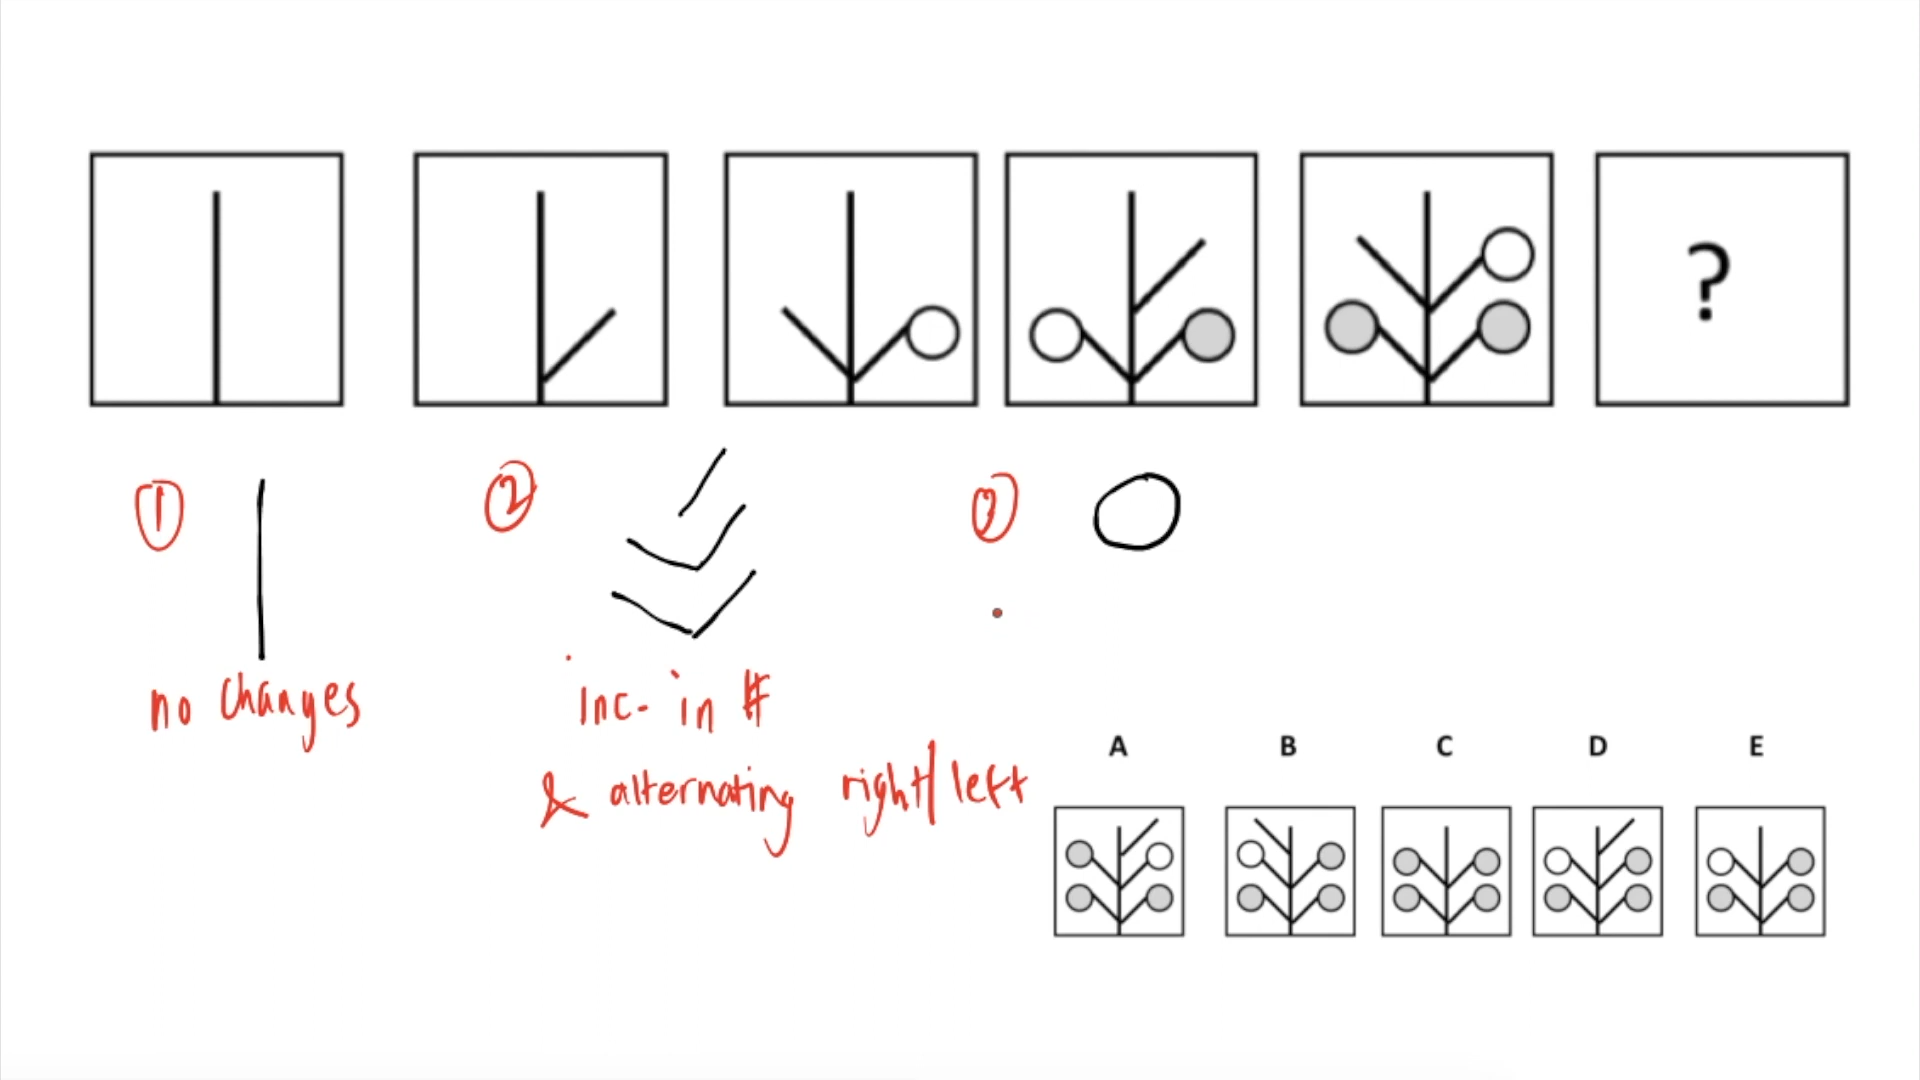 ?
1 2 3
no changes
inc. in #
& alternating right/left
A B C D E